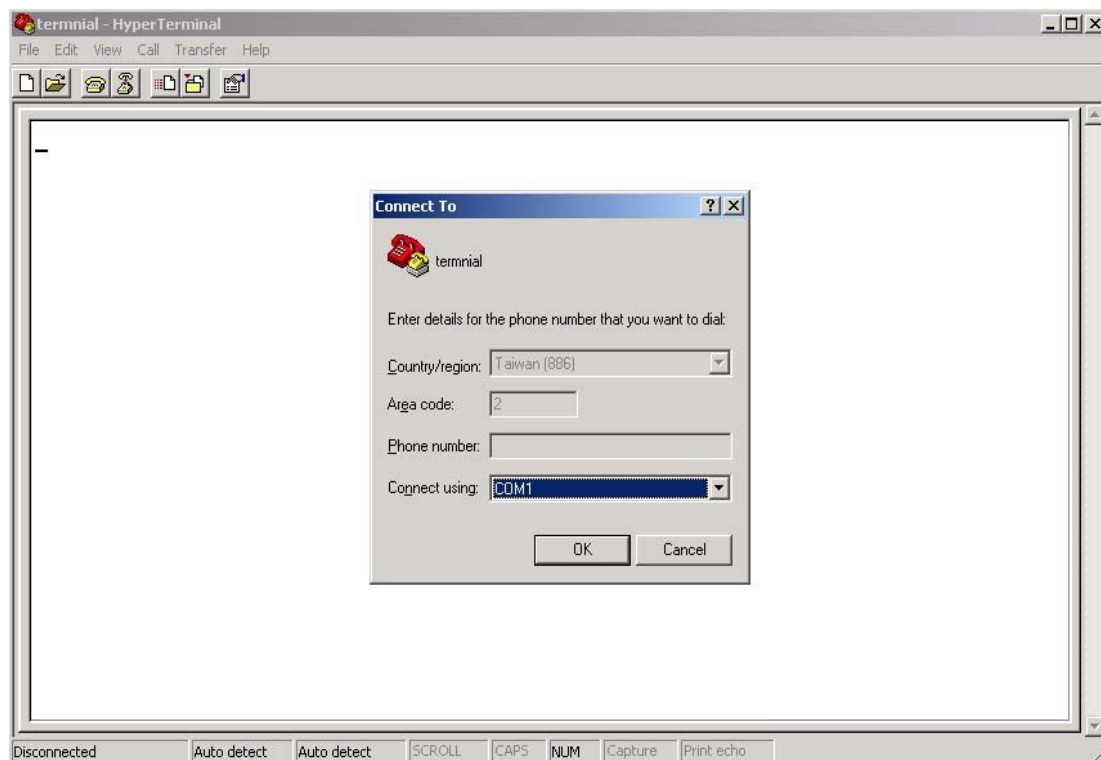 termnial - HyperTerminal
File Edit View Call Transfer Help
Connect To
termnial
Enter details for the phone number that you want to dial:
Country/region: Taiwan (886)
Area code: 2
Phone number:
Connect using: COM1
OK Cancel
Disconnected Auto detect Auto detect SCROLL CAPS NUM Capture Print echo